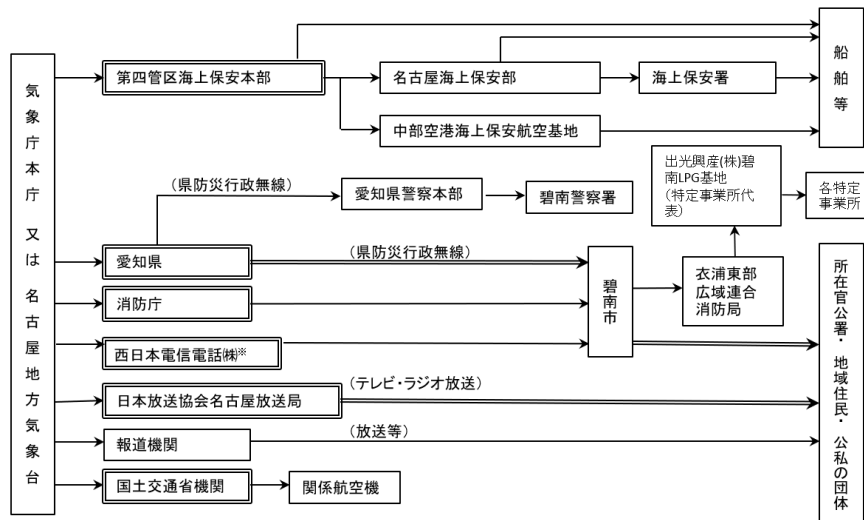 気象庁本庁 又は 名古屋地方気象台
第四管区海上保安本部
名古屋海上保安部
海上保安署
船舶等
中部空港海上保安航空基地
(県防災行政無線)
愛知県警察本部
碧南警察署
出光興産(株)碧
南LPG基地
(特定事業所代
表)
各特定
事業所
愛知県
(県防災行政無線)
碧南市
衣浦東部
広域連合
消防局
消防庁
西日本電信電話㈱※
日本放送協会名古屋放送局
(テレビ・ラジオ放送)
報道機関
(放送等)
国土交通省機関
関係航空機
所在官公署・地域住民・公私の団体